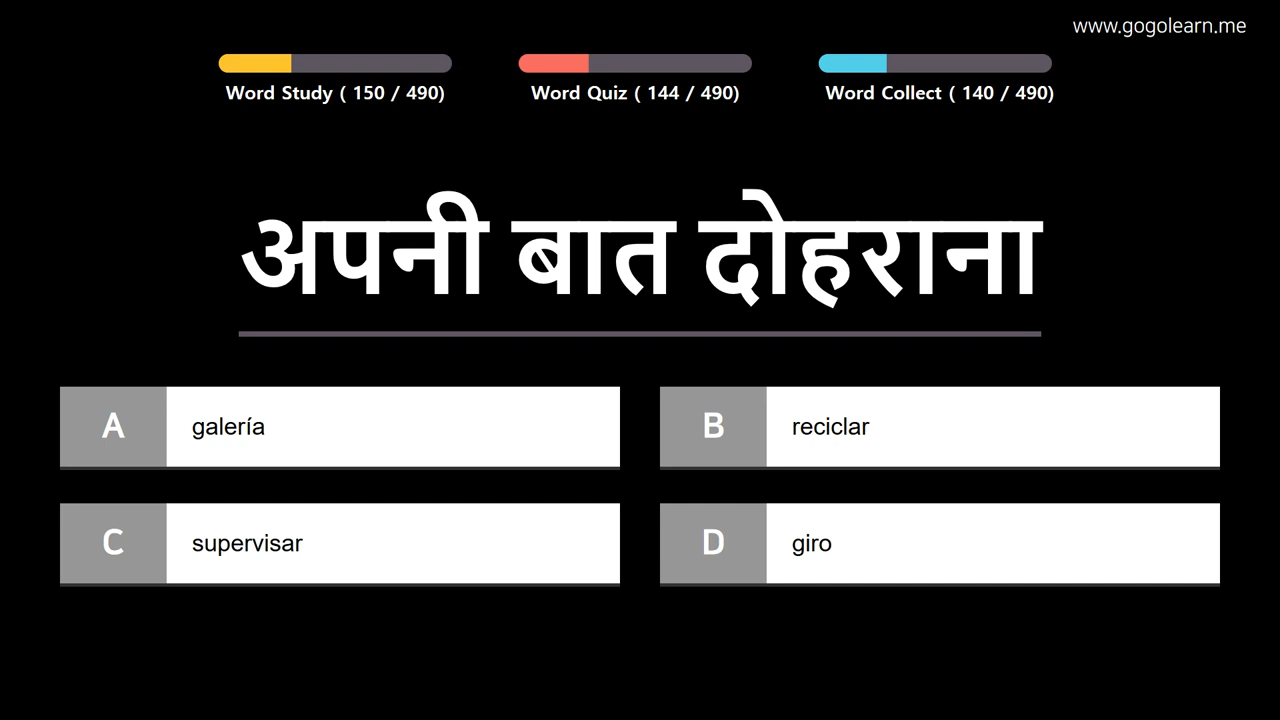 www.gogolearn.me
Word Study ( 150 / 490)
Word Quiz ( 144 / 490)
Word Collect ( 140 / 490)
अपनी बात दोहराना
A
galería
B
reciclar
C
supervisar
D
giro